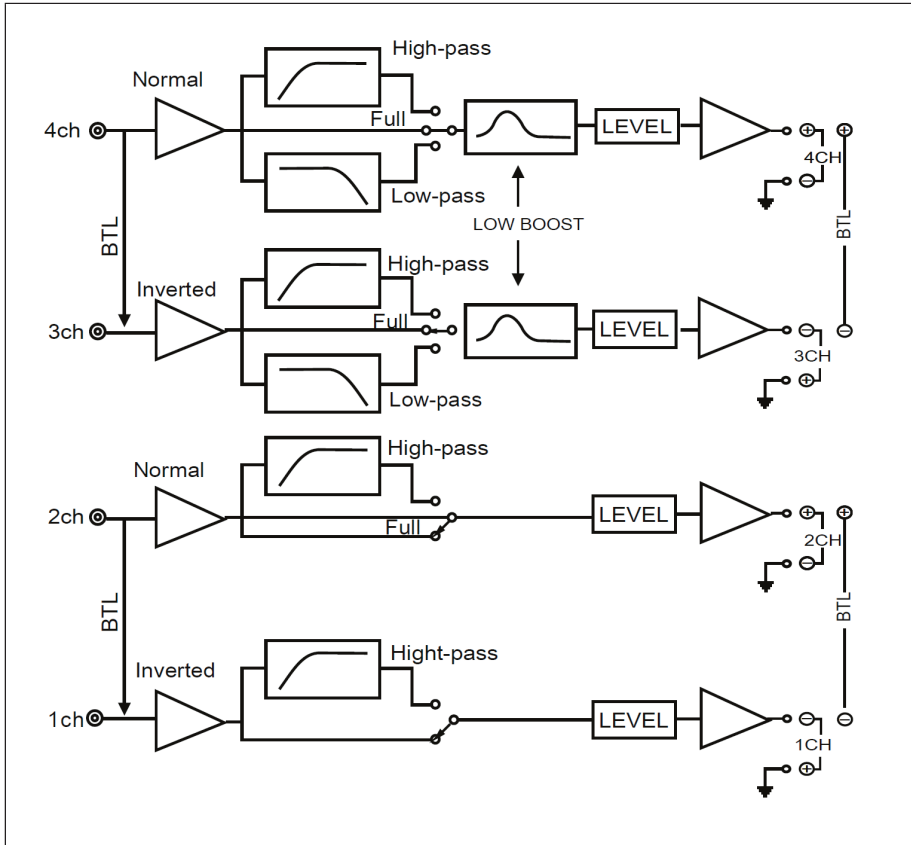 High-pass
Normal
4ch
Full
LEVEL
⊕
⊕
4CH
⊖
Low-pass
BTL
LOW BOOST
BTL
High-pass
Inverted
3ch
Full
LEVEL
⊖
⊖
3CH
⊕
Low-pass
High-pass
Normal
2ch
Full
LEVEL
⊕
⊕
2CH
⊖
BTL
BTL
Hight-pass
Inverted
1ch
LEVEL
⊖
⊖
1CH
⊕